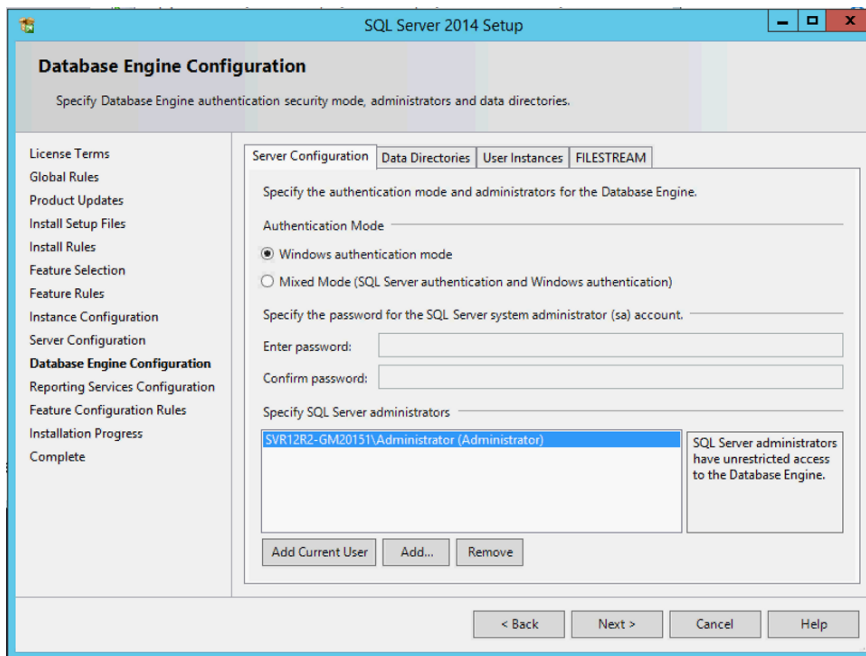 SQL Server 2014 Setup
Database Engine Configuration
Specify Database Engine authentication security mode, administrators and data directories.
License Terms
Global Rules
Product Updates
Install Setup Files
Install Rules
Feature Selection
Feature Rules
Instance Configuration
Server Configuration
Database Engine Configuration
Reporting Services Configuration
Feature Configuration Rules
Installation Progress
Complete
Server Configuration Data Directories User Instances FILESTREAM
Specify the authentication mode and administrators for the Database Engine.
Authentication Mode
Windows authentication mode
Mixed Mode (SQL Server authentication and Windows authentication)
Specify the password for the SQL Server system administrator (sa) account.
Enter password:
Confirm password:
Specify SQL Server administrators
SVR12R2-GM20151\Administrator (Administrator)
SQL Server administrators
have unrestricted access
to the Database Engine.
Add Current User Add... Remove
< Back Next > Cancel Help